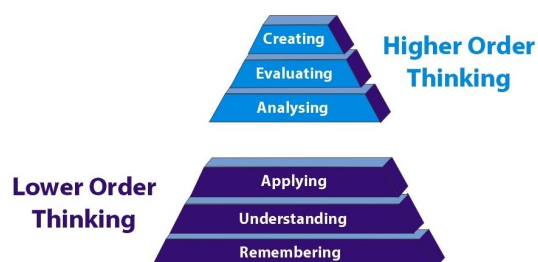 Creating
Evaluating
Analysing
Higher Order
Thinking
Lower Order
Thinking
Applying
Understanding
Remembering